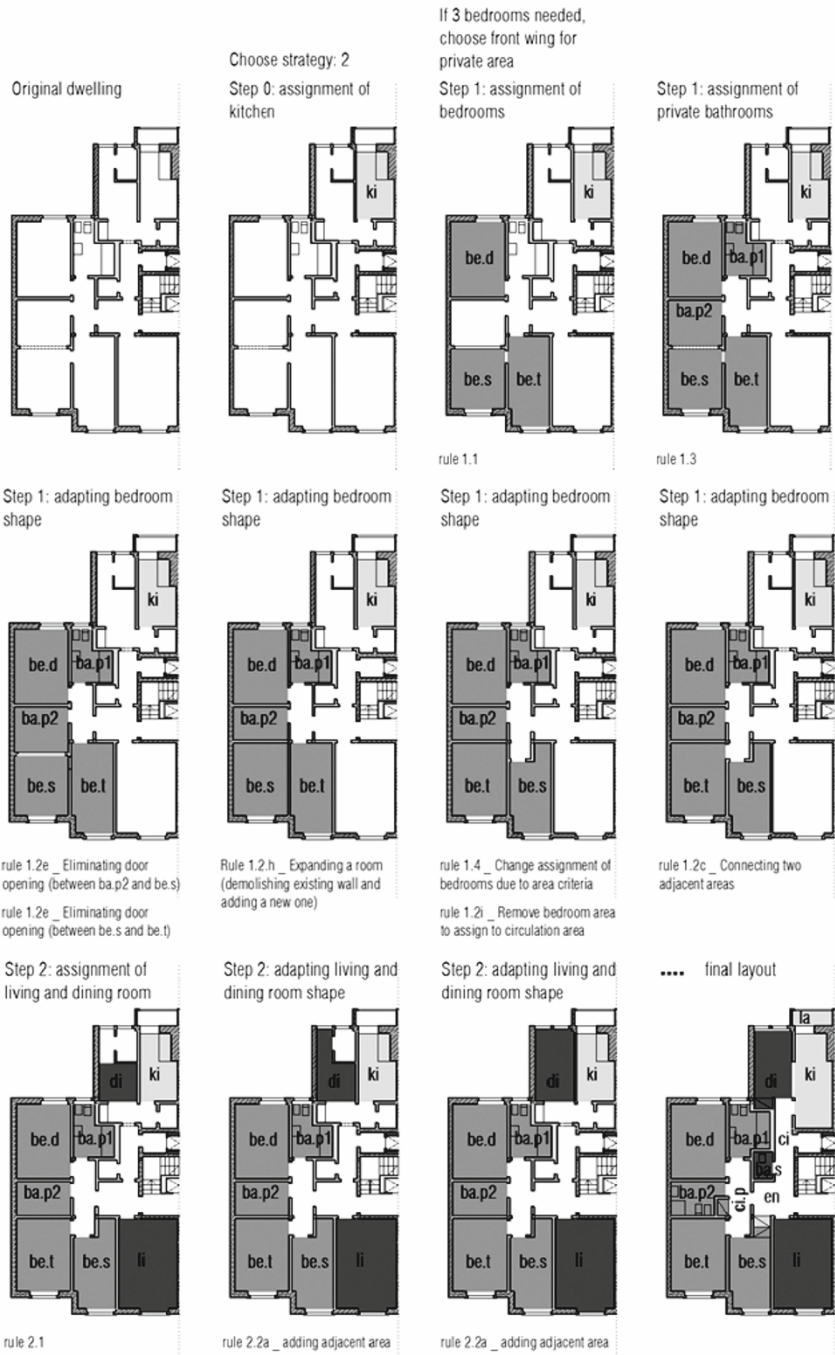 Original dwelling
Choose strategy: 2
Step 0: assignment of
kitchen
If 3 bedrooms needed,
choose front wing for
private area
Step 1: assignment of
bedrooms
Step 1: assignment of
private bathrooms
ki
ki
be.d
be.s
be.t
ki
be.d
ba.p1
ba.p2
be.s
be.t
rule 1.1
rule 1.3
Step 1: adapting bedroom
shape
Step 1: adapting bedroom
shape
Step 1: adapting bedroom
shape
Step 1: adapting bedroom
shape
ki
be.d
ba.p1
ba.p2
be.s
be.t
ki
be.d
ba.p1
ba.p2
be.s
be.t
ki
be.d
ba.p1
ba.p2
be.t
be.s
ki
be.d
ba.p1
ba.p2
be.t
be.s
rule 1.2e _ Eliminating door
opening (between ba.p2 and be.s)
rule 1.2e _ Eliminating door
opening (between be.s and be.t)
Rule 1.2.h _ Expanding a room
(demolishing existing wall and
adding a new one)
rule 1.4 _ Change assignment of
bedrooms due to area criteria
rule 1.2i _ Remove bedroom area
to assign to circulation area
rule 1.2c _ Connecting two
adjacent areas
Step 2: assignment of
living and dining room
Step 2: adapting living and
dining room shape
Step 2: adapting living and
dining room shape
.... final layout
di
ki
be.d
ba.p1
ba.p2
be.t
be.s
li
di
ki
be.d
ba.p1
ba.p2
be.t
be.s
li
di
ki
be.d
ba.p1
ba.p2
be.t
be.s
li
la
di
ki
be.d
ba.p1
ci
ba.s
ba.p2
ci.p
en
be.t
be.s
li
rule 2.1
rule 2.2a _ adding adjacent area
rule 2.2a _ adding adjacent area